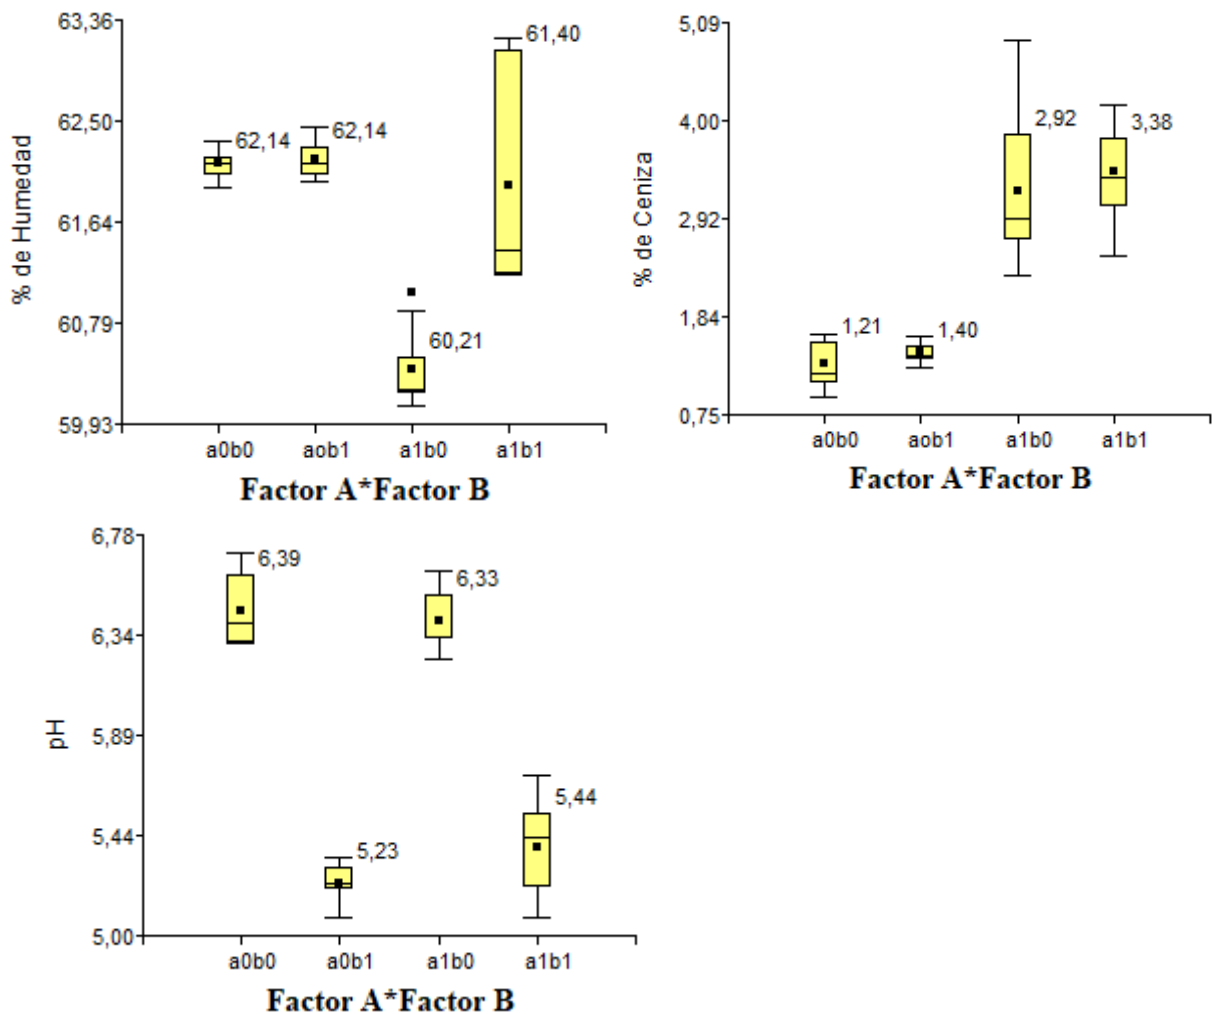 % de Humedad
63,36
62,50
61,64
60,79
59,93
62,14
62,14
60,21
61,40
a0b0
aob1
a1b0
a1b1
Factor A*Factor B
% de Ceniza
5,09
4,00
2,92
1,84
0,75
1,21
1,40
2,92
3,38
a0b0
aob1
a1b0
a1b1
Factor A*Factor B
pH
6,78
6,34
5,89
5,44
5,00
6,39
5,23
6,33
5,44
a0b0
a0b1
a1b0
a1b1
Factor A*Factor B